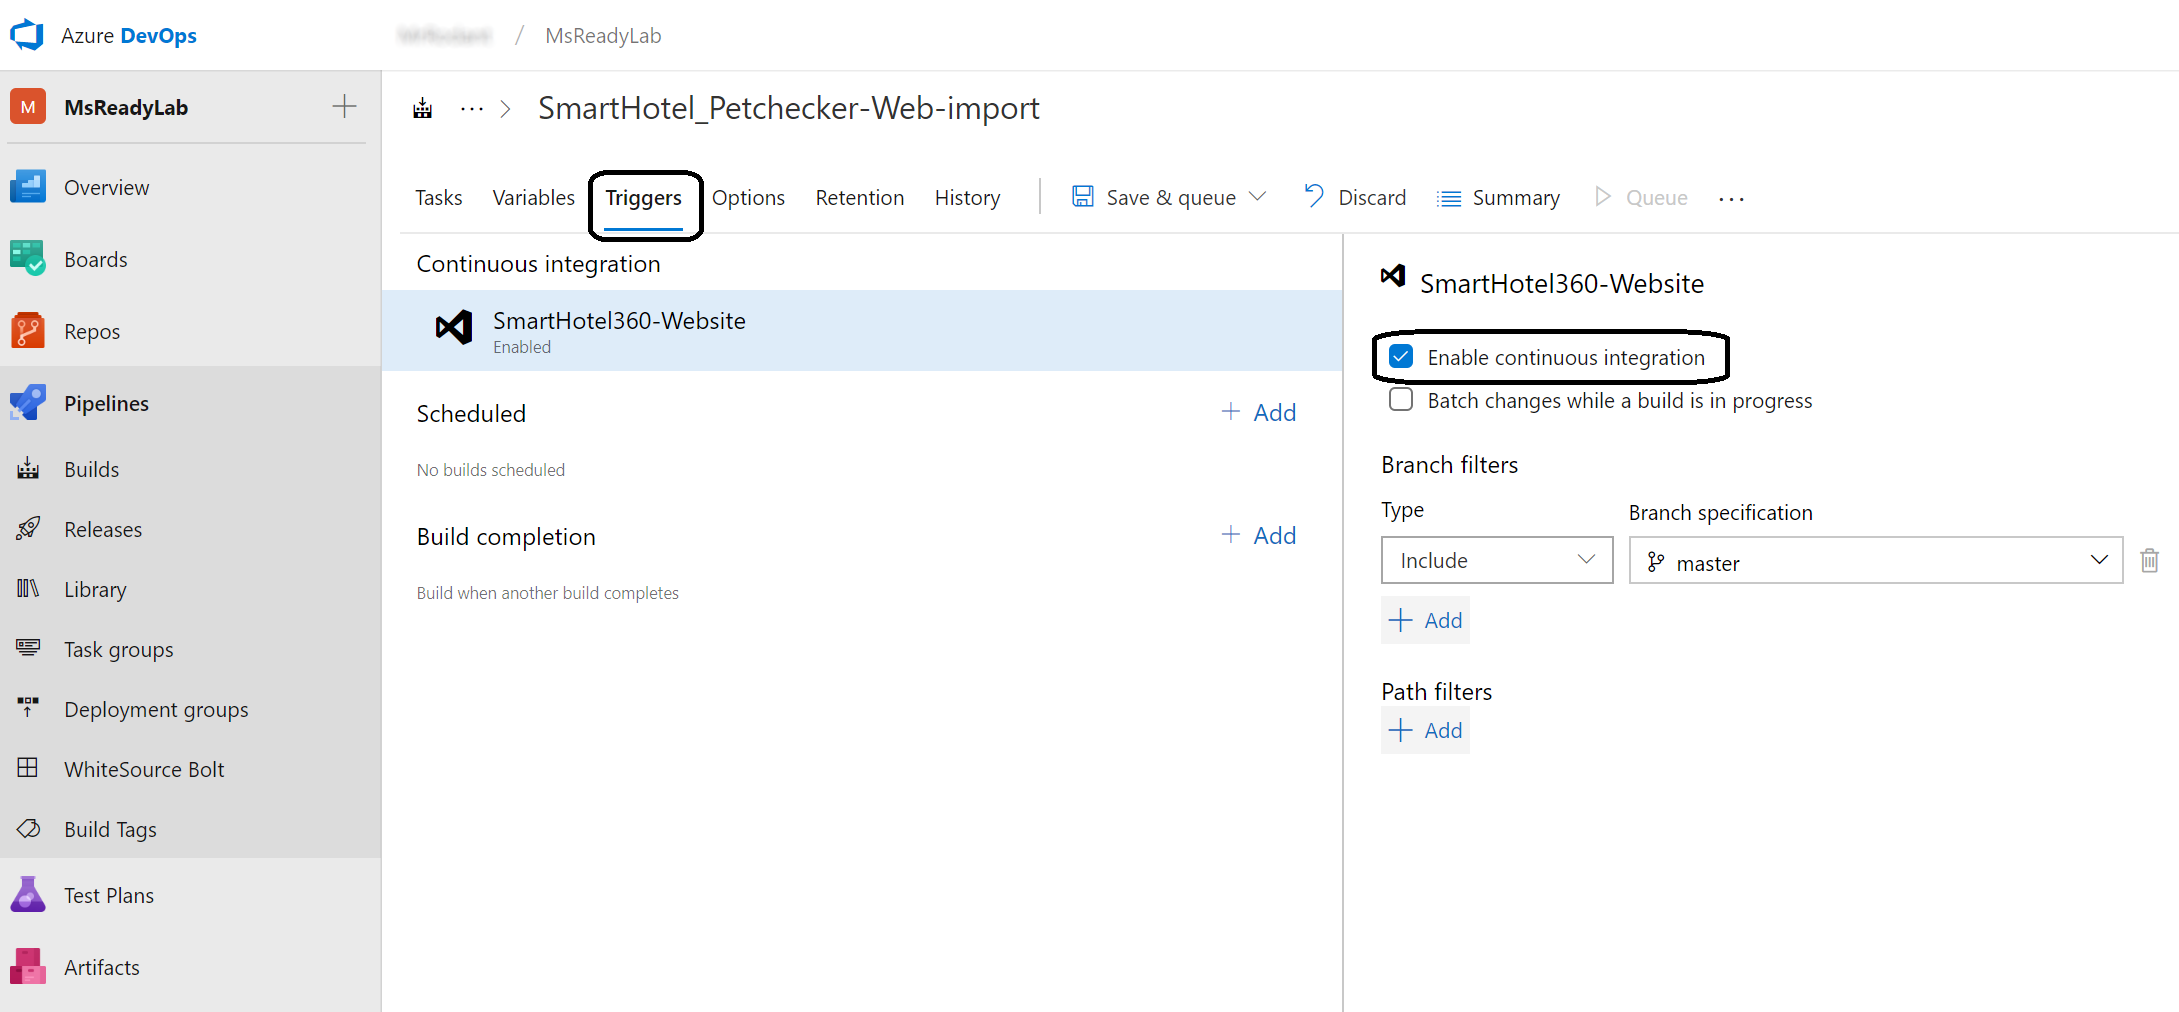 Azure DevOps
/ MsReadyLab
M MsReadyLab
Overview
Boards
Repos
Pipelines
Builds
Releases
Library
Task groups
Deployment groups
WhiteSource Bolt
Build Tags
Test Plans
Artifacts
... > SmartHotel_Petchecker-Web-import
Tasks Variables Triggers Options Retention History Save & queue Discard Summary Queue ...
Continuous integration
SmartHotel360-Website
Enabled
Scheduled + Add
No builds scheduled
Build completion + Add
Build when another build completes
SmartHotel360-Website
Enable continuous integration
Batch changes while a build is in progress
Branch filters
Type Branch specification
Include master
+ Add
Path filters
+ Add